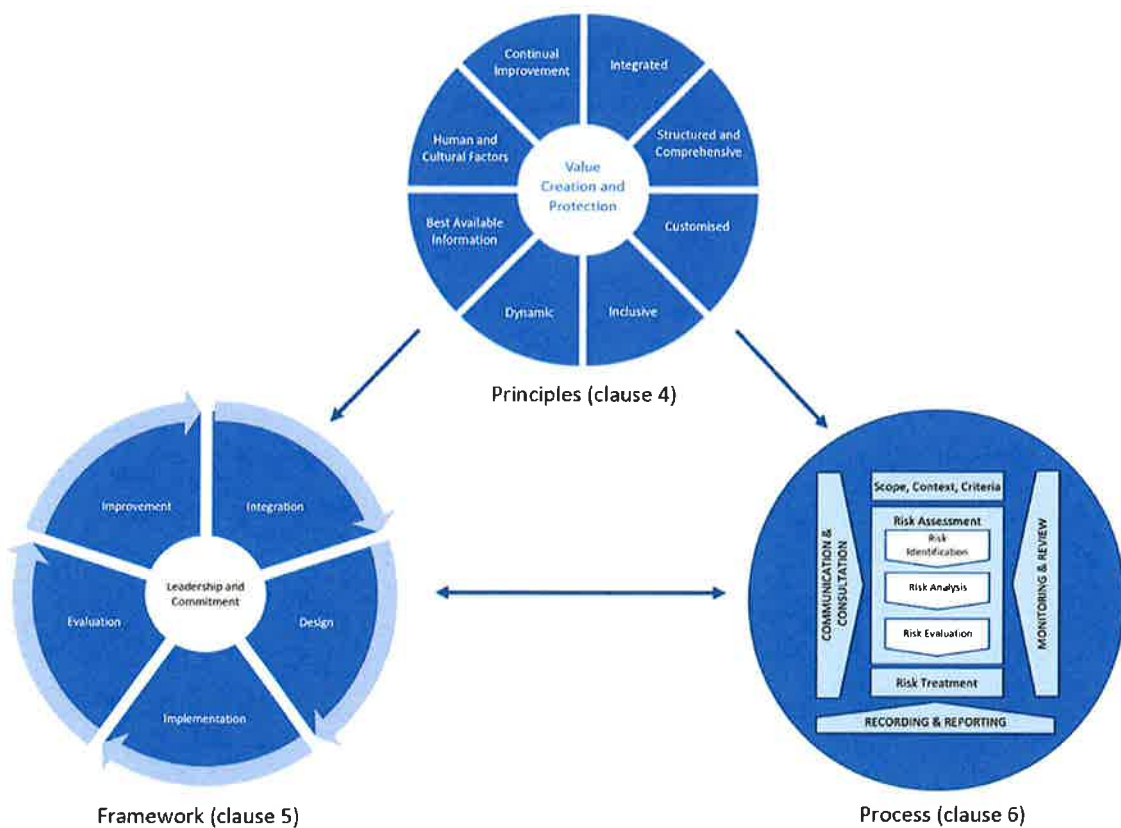 Continual
Improvement
Integrated
Human and
Cultural Factors
Structured and
Comprehensive
Value
Creation and
Protection
Best Available
Information
Customised
Dynamic
Inclusive
Principles (clause 4)
Improvement
Integration
Leadership and
Commitment
Evaluation
Design
Implementation
Framework (clause 5)
Scope, Context, Criteria
Risk Assessment
Risk
Identification
Risk Analysis
Risk Evaluation
Risk Treatment
COMMUNICATION &
CONSULTATION
MONITORING & REVIEW
RECORDING & REPORTING
Process (clause 6)